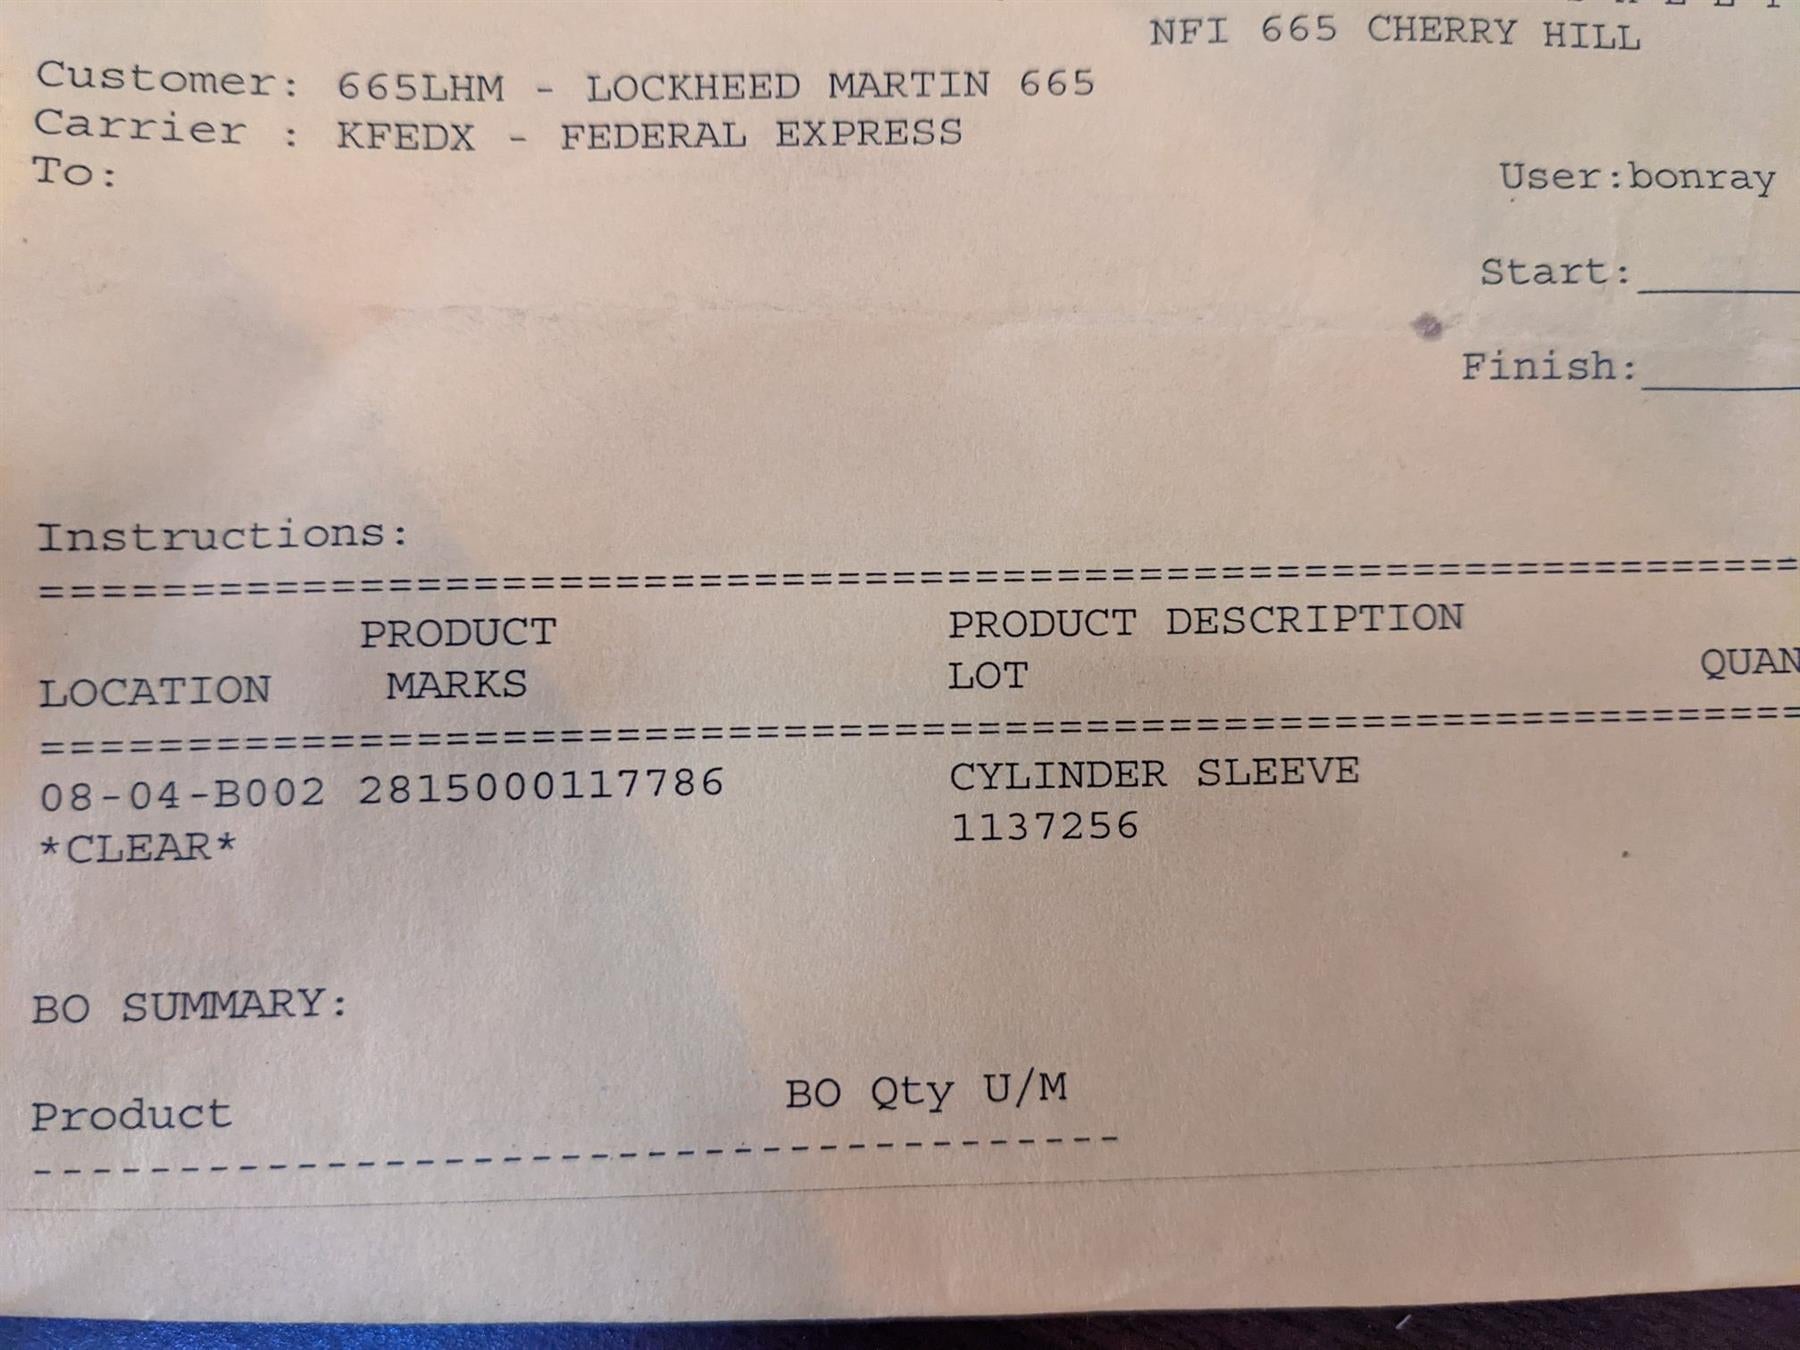 NFI 665 CHERRY HILL
Customer: 665LHM - LOCKHEED MARTIN 665
Carrier : KFEDX - FEDERAL EXPRESS
To:
User:bonray
Start:
Finish:
Instructions:
PRODUCT PRODUCT DESCRIPTION
LOCATION MARKS LOT QUAN
08-04-B002 2815000117786 CYLINDER SLEEVE
*CLEAR* 1137256
BO SUMMARY:
Product BO Qty U/M